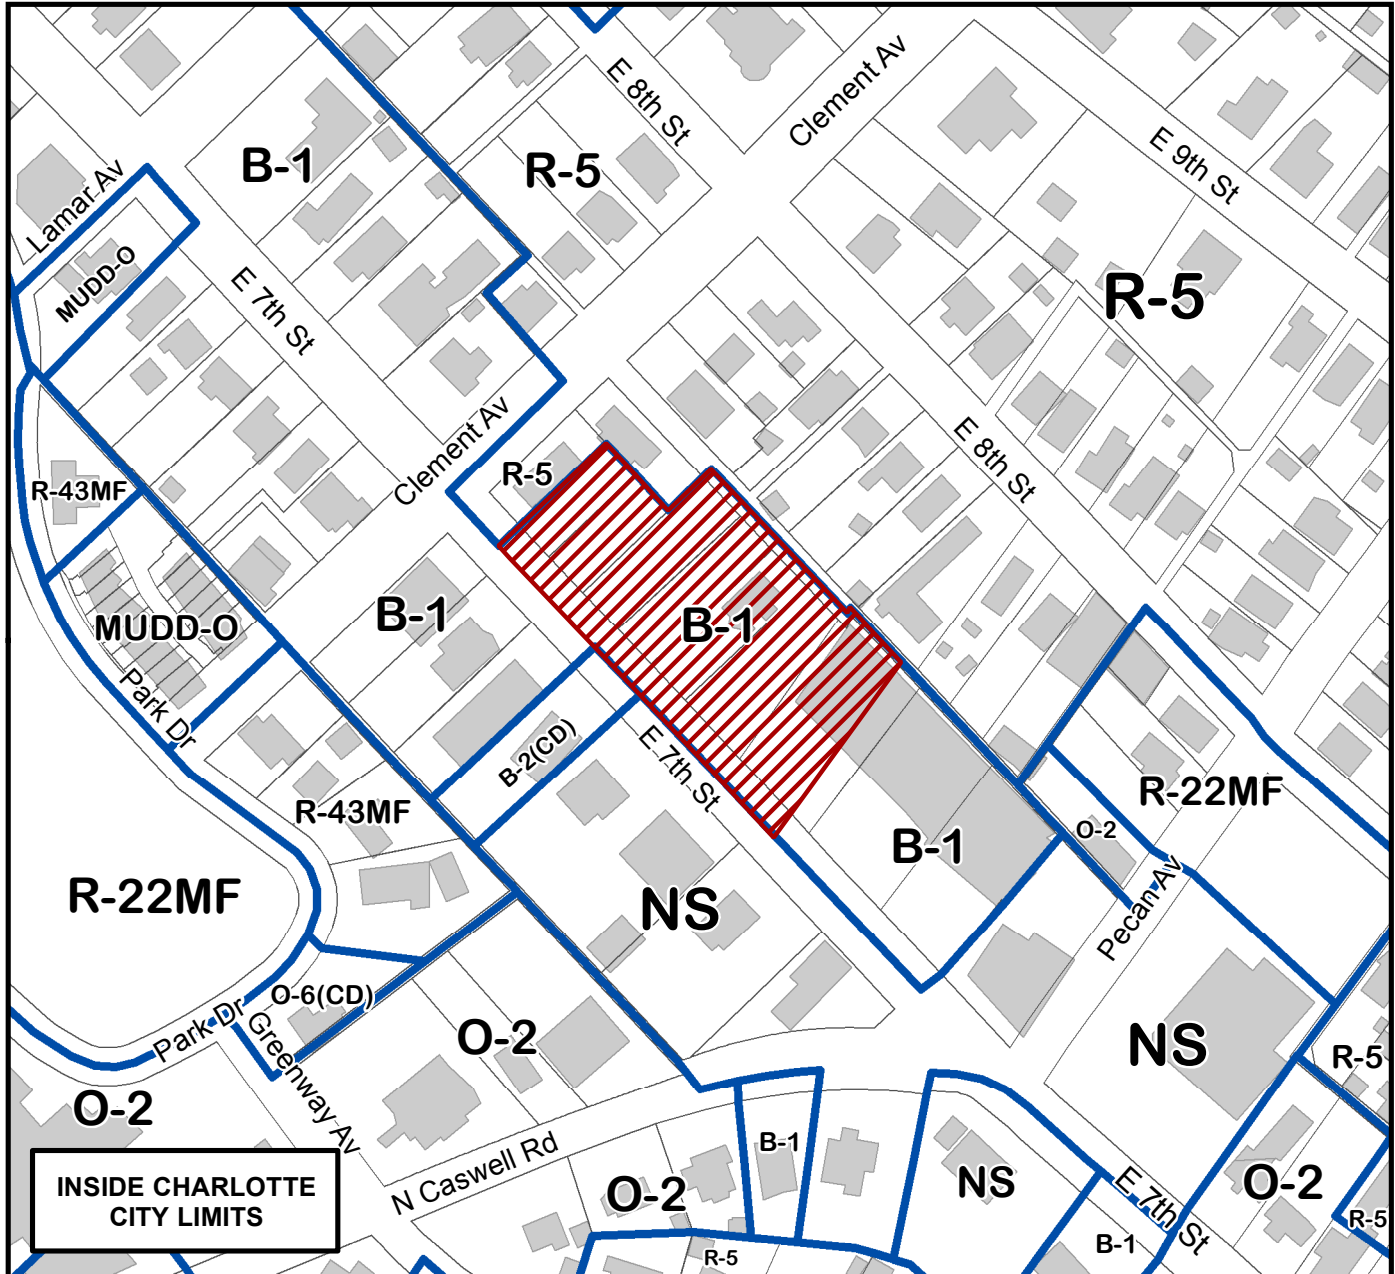 E 8th St
Clement Av
E 9th St
B-1
R-5
Lamar Av
MUDD-O
E 7th St
R-5
Clement Av
E 8th St
R-5
R-43MF
B-1
B-1
MUDD-O
Park Dr
B-2(CD)
E 7th St
R-22MF
R-43MF
O-2
B-1
R-22MF
NS
Pecan Av
O-6(CD)
Park Dr
Greenway Av
O-2
NS
R-5
O-2
B-1
N Caswell Rd
O-2
NS
E 7th St
O-2
R-5
B-1
R-5
INSIDE CHARLOTTE
CITY LIMITS